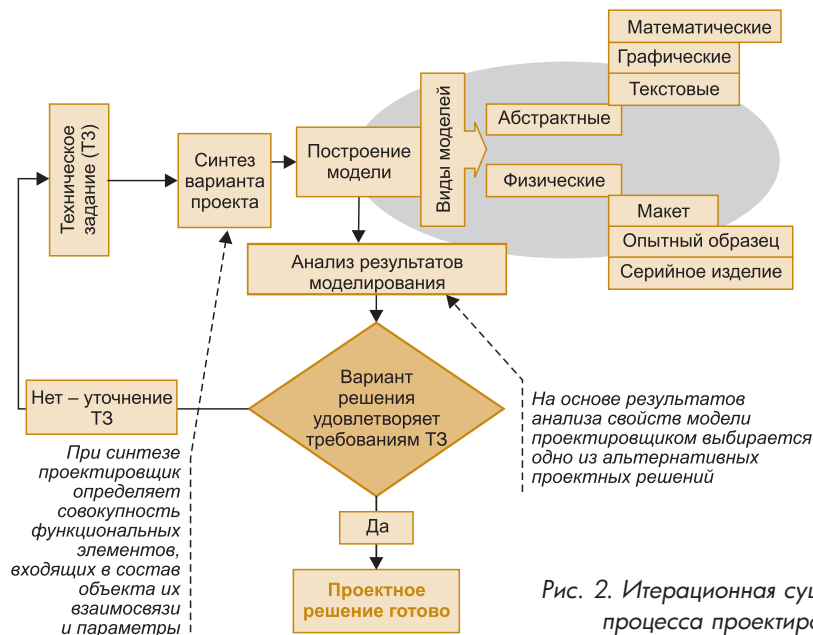 Математические
Графические
Текстовые
Абстрактные
Виды моделей
Физические
Макет
Опытный образец
Серийное изделие
Техническое
задание (ТЗ)
Синтез
варианта
проекта
Построение
модели
Анализ результатов
моделирования
Вариант
решения
удовлетворяет
требованиям ТЗ
Нет – уточнение
ТЗ
На основе результатов
анализа свойств модели
проектировщиком выбирается
одно из альтернативных
проектных решений
При синтезе
проектировщик
определяет
совокупность
функциональных
элементов,
входящих в состав
объекта их
взаимосвязи
и параметры
Да
Проектное
решение готово
Рис. 2. Итерационная
процесса